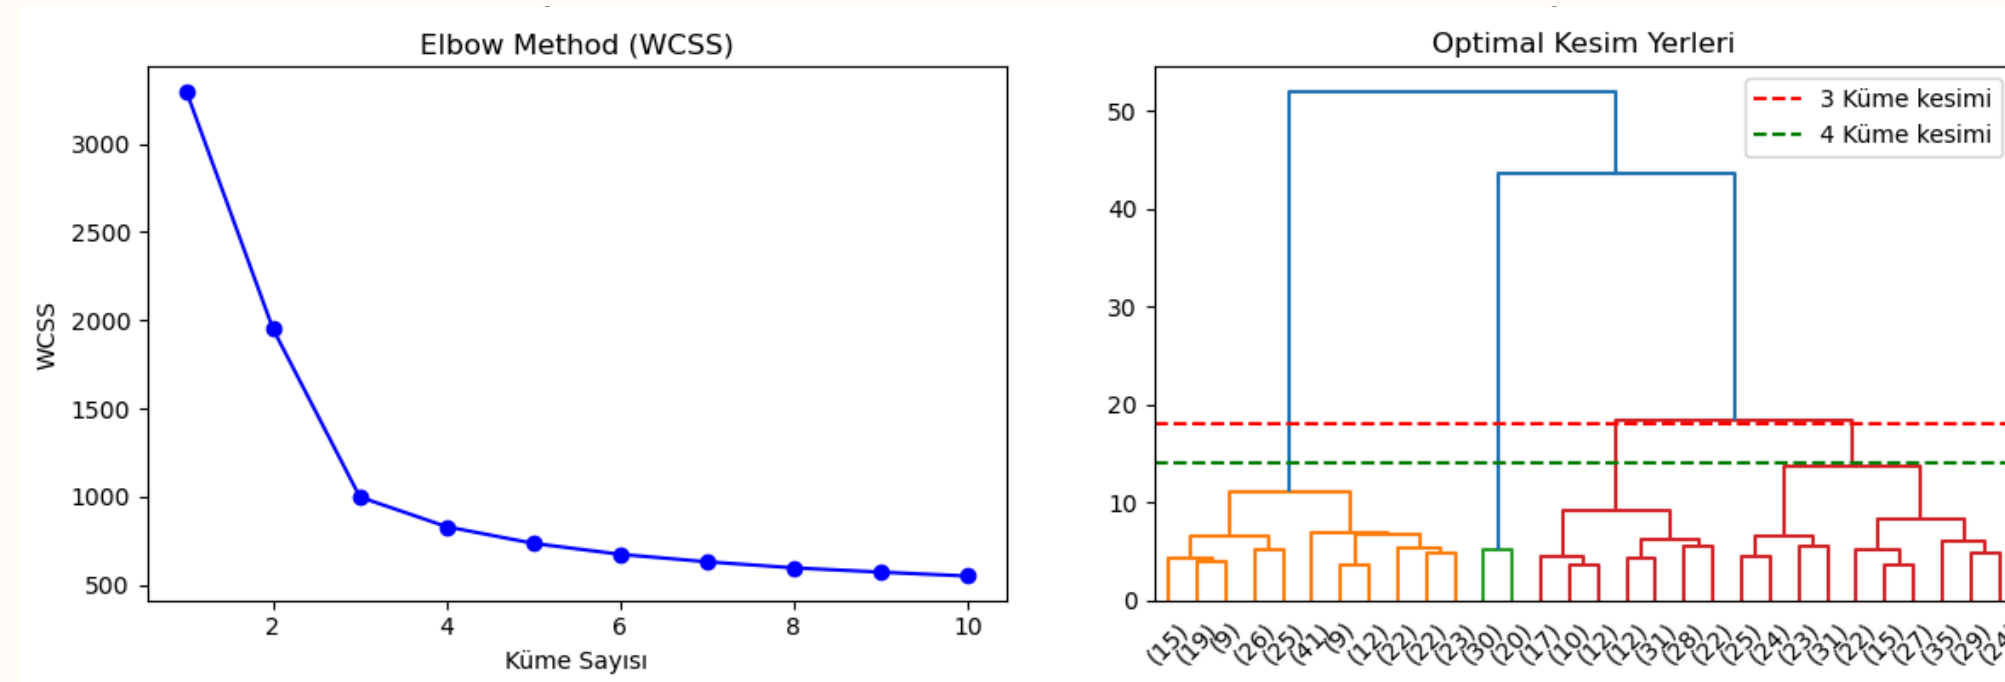 Elbow Method (WCSS)
3000
2500
2000
1500
1000
500
WCSS
2 4 6 8 10
Küme Sayısı
Optimal Kesim Yerleri
3 Küme kesimi
4 Küme kesimi
50
40
30
20
10
0
(15) (19) (9) (26) (25) (41) (9) (12) (22) (22) (23) (30) (20) (17) (10) (12) (12) (31) (28) (22) (25) (24) (23) (31) (22) (15) (27) (35) (29)